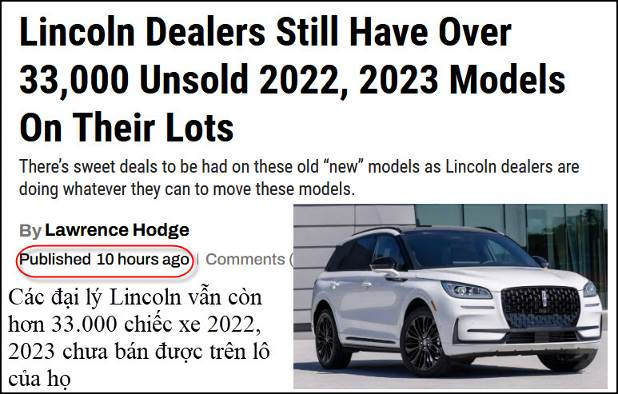 Lincoln Dealers Still Have Over
33,000 Unsold 2022, 2023 Models
On Their Lots
There's sweet deals to be had on these old “new” models as Lincoln dealers are
doing whatever they can to move these models.
By Lawrence Hodge
Published 10 hours ago | Comments (
Các đại lý Lincoln vẫn còn
hơn 33.000 chiếc xe 2022,
2023 chưa bán được trên lô
của họ